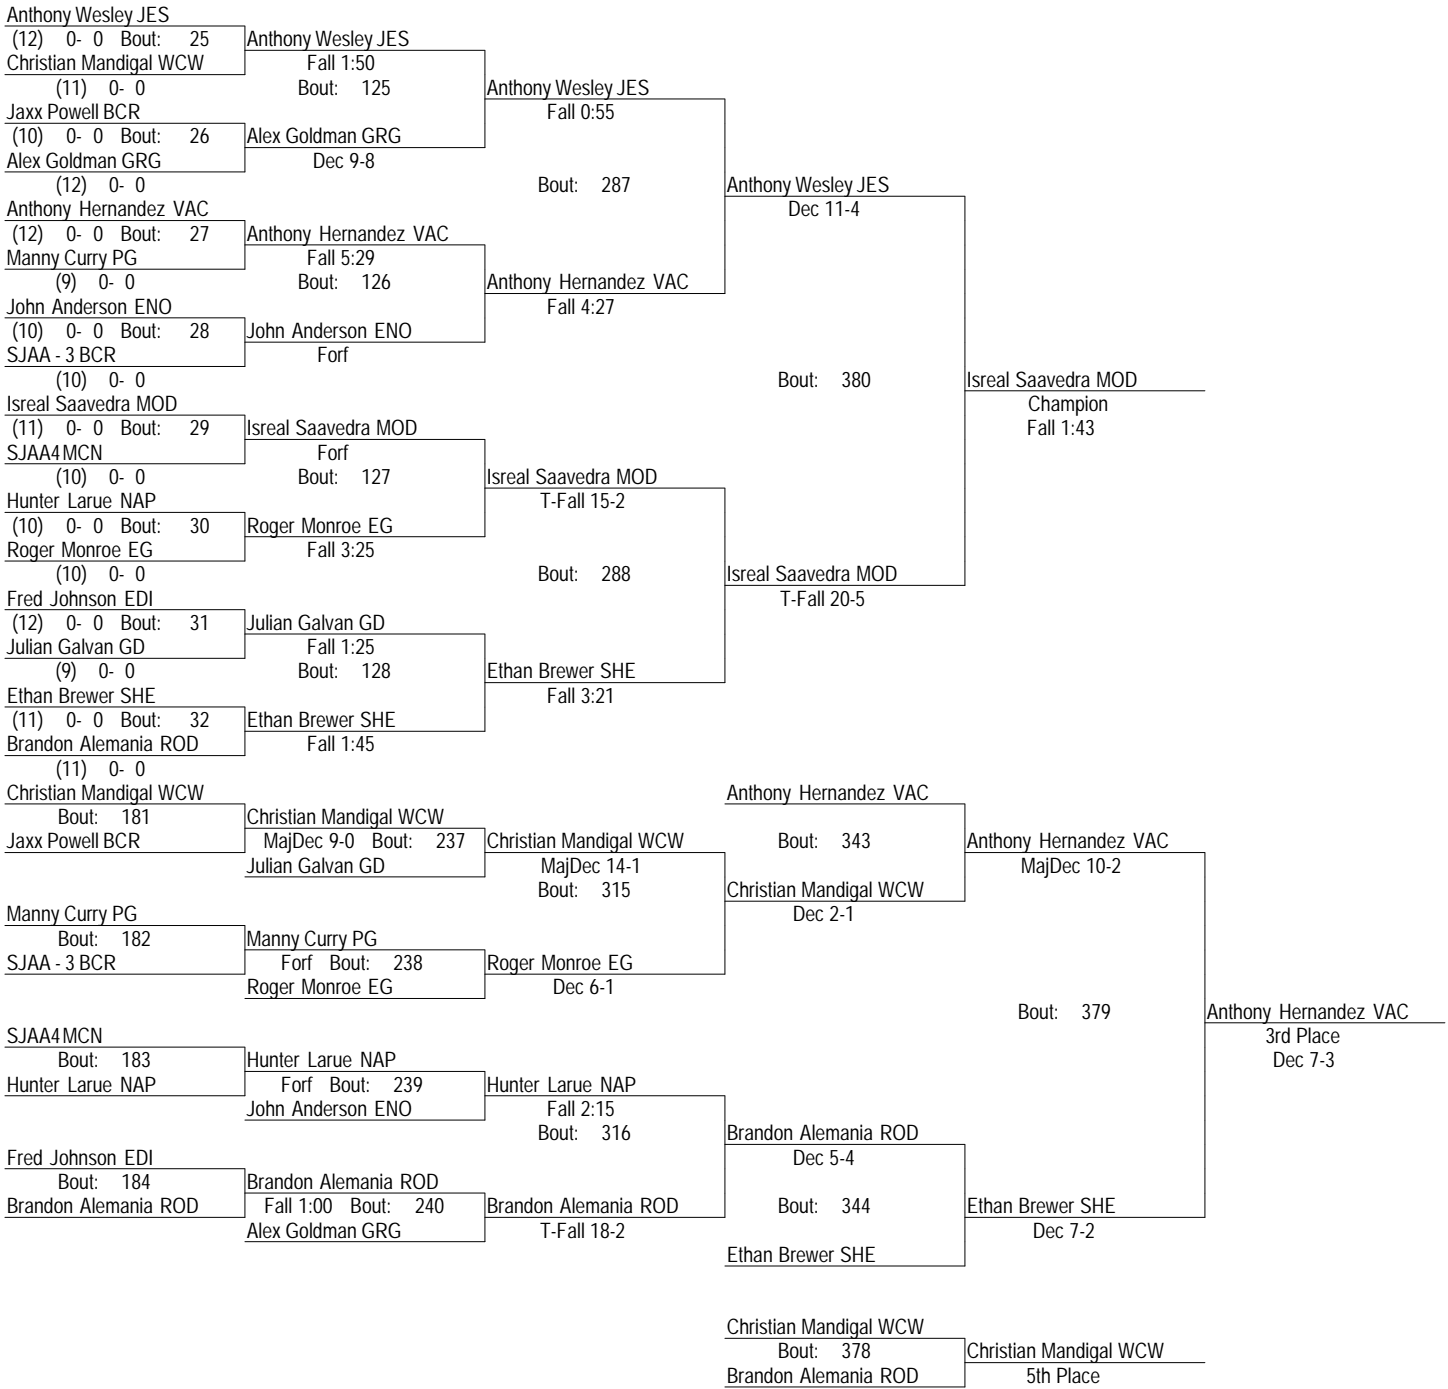 Anthony Wesley JES
(12) 0- 0 Bout: 25 Anthony Wesley JES
Christian Mandigal WCW Fall 1:50
(11) 0- 0 Bout: 125 Anthony Wesley JES
Jaxx Powell BCR Fall 0:55
(10) 0- 0 Bout: 26 Alex Goldman GRG
Alex Goldman GRG Dec 9-8
(12) 0- 0 Bout: 287 Anthony Wesley JES
Anthony Hernandez VAC Dec 11-4
(12) 0- 0 Bout: 27 Anthony Hernandez VAC
Manny Curry PG Fall 5:29
(9) 0- 0 Bout: 126 Anthony Hernandez VAC
John Anderson ENO Fall 4:27
(10) 0- 0 Bout: 28 John Anderson ENO
SJAA - 3 BCR Forf
(10) 0- 0 Bout: 380 Isreal Saavedra MOD
Isreal Saavedra MOD Champion
(11) 0- 0 Bout: 29 Isreal Saavedra MOD Fall 1:43
SJAA4 MCN Forf
(10) 0- 0 Bout: 127 Isreal Saavedra MOD
Hunter Larue NAP T-Fall 15-2
(10) 0- 0 Bout: 30 Roger Monroe EG
Roger Monroe EG Fall 3:25
(10) 0- 0 Bout: 288 Isreal Saavedra MOD
Fred Johnson EDI T-Fall 20-5
(12) 0- 0 Bout: 31 Julian Galvan GD
Julian Galvan GD Fall 1:25
(9) 0- 0 Bout: 128 Ethan Brewer SHE
Ethan Brewer SHE Fall 3:21
(11) 0- 0 Bout: 32 Ethan Brewer SHE
Brandon Alemania ROD Fall 1:45
(11) 0- 0
Christian Mandigal WCW Anthony Hernandez VAC
Bout: 181 Christian Mandigal WCW
Jaxx Powell BCR MajDec 9-0 Bout: 237 Christian Mandigal WCW Bout: 343 Anthony Hernandez VAC
Julian Galvan GD MajDec 14-1 MajDec 10-2
Bout: 315 Christian Mandigal WCW
Manny Curry PG Dec 2-1
Bout: 182 Manny Curry PG
SJAA - 3 BCR Forf Bout: 238 Roger Monroe EG
Roger Monroe EG Dec 6-1
Bout: 379 Anthony Hernandez VAC
SJAA4 MCN 3rd Place
Bout: 183 Hunter Larue NAP Dec 7-3
Hunter Larue NAP Forf Bout: 239 Hunter Larue NAP
John Anderson ENO Fall 2:15
Bout: 316 Brandon Alemania ROD
Fred Johnson EDI Dec 5-4
Bout: 184 Brandon Alemania ROD
Brandon Alemania ROD Fall 1:00 Bout: 240 Brandon Alemania ROD Bout: 344 Ethan Brewer SHE
Alex Goldman GRG T-Fall 18-2 Dec 7-2
Ethan Brewer SHE
Christian Mandigal WCW
Bout: 378 Christian Mandigal WCW
Brandon Alemania ROD 5th Place